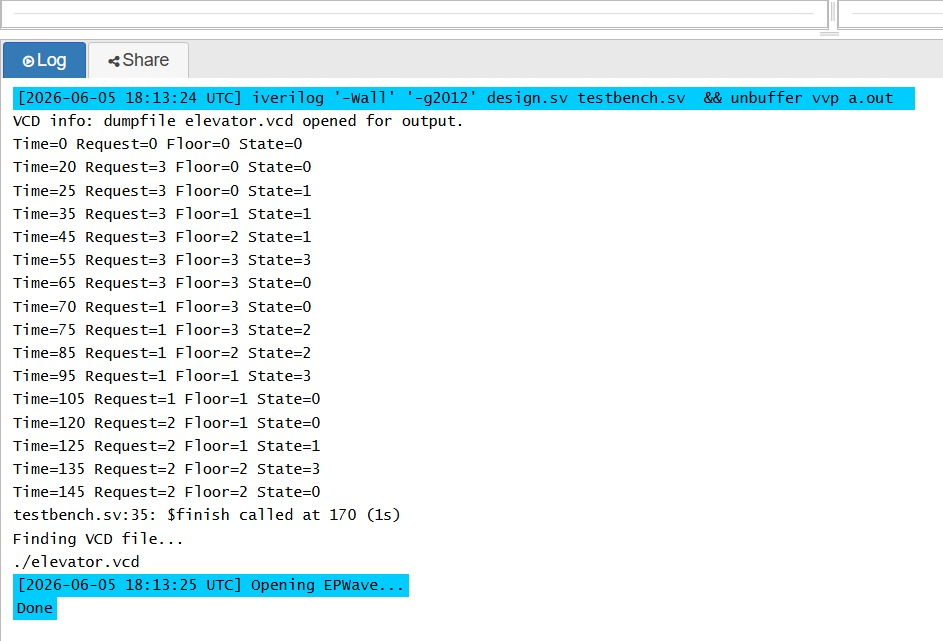 Log Share
[2026-06-05 18:13:24 UTC] iverilog '-Wall' '-g2012' design.sv testbench.sv  && unbuffer vvp a.out
VCD info: dumpfile elevator.vcd opened for output.
Time=0 Request=0 Floor=0 State=0
Time=20 Request=3 Floor=0 State=0
Time=25 Request=3 Floor=0 State=1
Time=35 Request=3 Floor=1 State=1
Time=45 Request=3 Floor=2 State=1
Time=55 Request=3 Floor=3 State=3
Time=65 Request=3 Floor=3 State=0
Time=70 Request=1 Floor=3 State=0
Time=75 Request=1 Floor=3 State=2
Time=85 Request=1 Floor=2 State=2
Time=95 Request=1 Floor=1 State=3
Time=105 Request=1 Floor=1 State=0
Time=120 Request=2 Floor=1 State=0
Time=125 Request=2 Floor=1 State=1
Time=135 Request=2 Floor=2 State=3
Time=145 Request=2 Floor=2 State=0
testbench.sv:35: $finish called at 170 (1s)
Finding VCD file...
./elevator.vcd
[2026-06-05 18:13:25 UTC] Opening EPWave...
Done